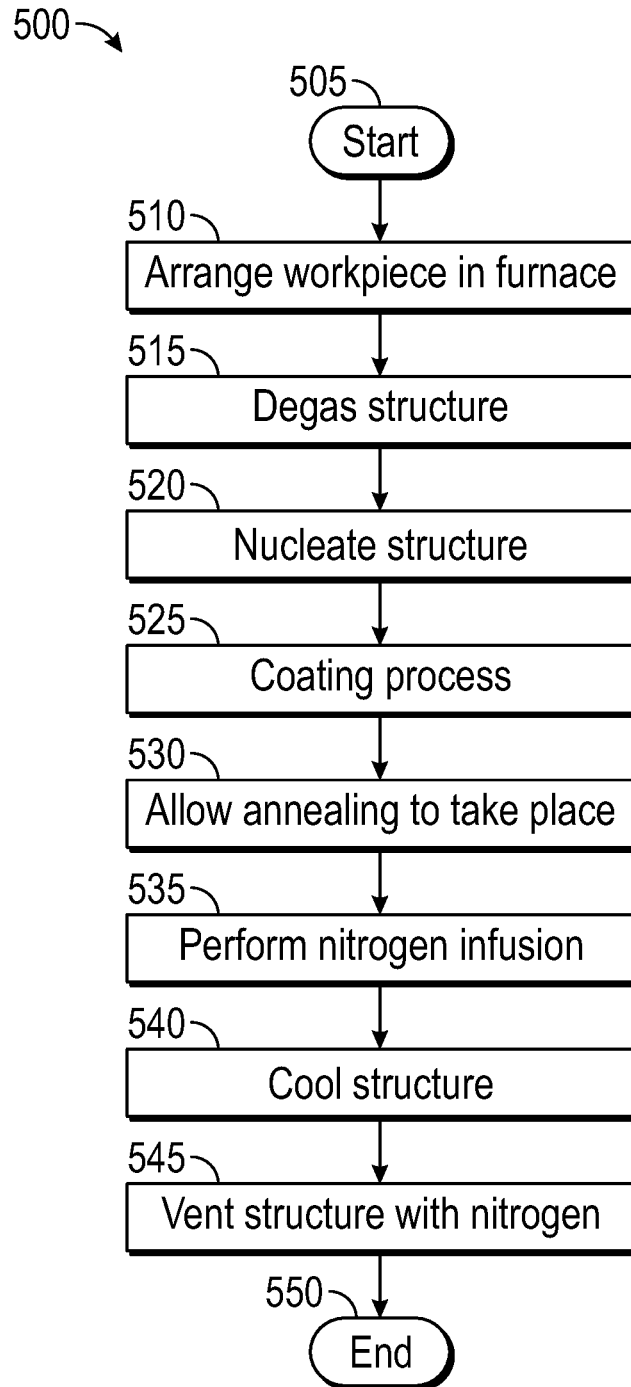 500
505
Start
510
Arrange workpiece in furnace
515
Degas structure
520
Nucleate structure
525
Coating process
530
Allow annealing to take place
535
Perform nitrogen infusion
540
Cool structure
545
Vent structure with nitrogen
550
End